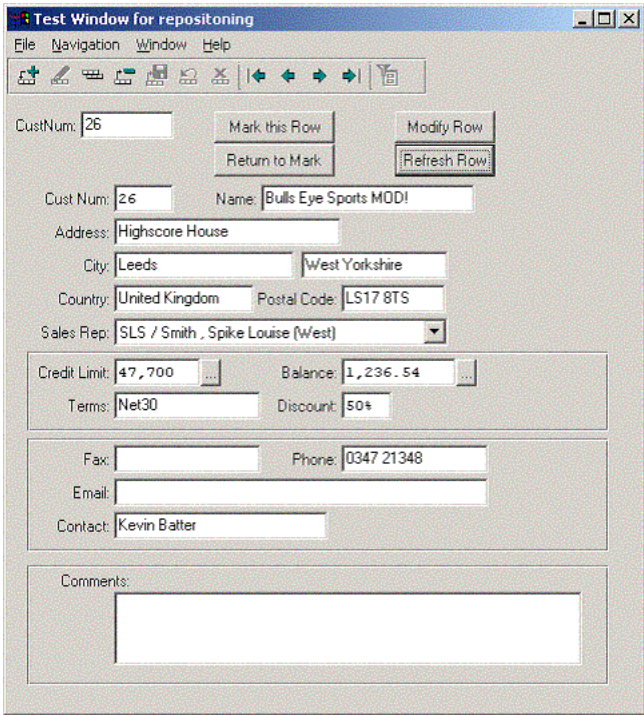 Test Window for repositoning
File Navigation Window Help
CustNum: 26 Mark this Row Modify Row
Return to Mark Refresh Row
Cust Num: 26 Name: Bulls Eye Sports MOD!
Address: Highscore House
City: Leeds West Yorkshire
Country: United Kingdom Postal Code: LS17 8TS
Sales Rep: SLS / Smith , Spike Louise (West)
Credit Limit: 47,700 ... Balance: 1,236.54 ...
Terms: Net30 Discount: 50%
Fax: Phone: 0347 21348
Email:
Contact: Kevin Batter
Comments: